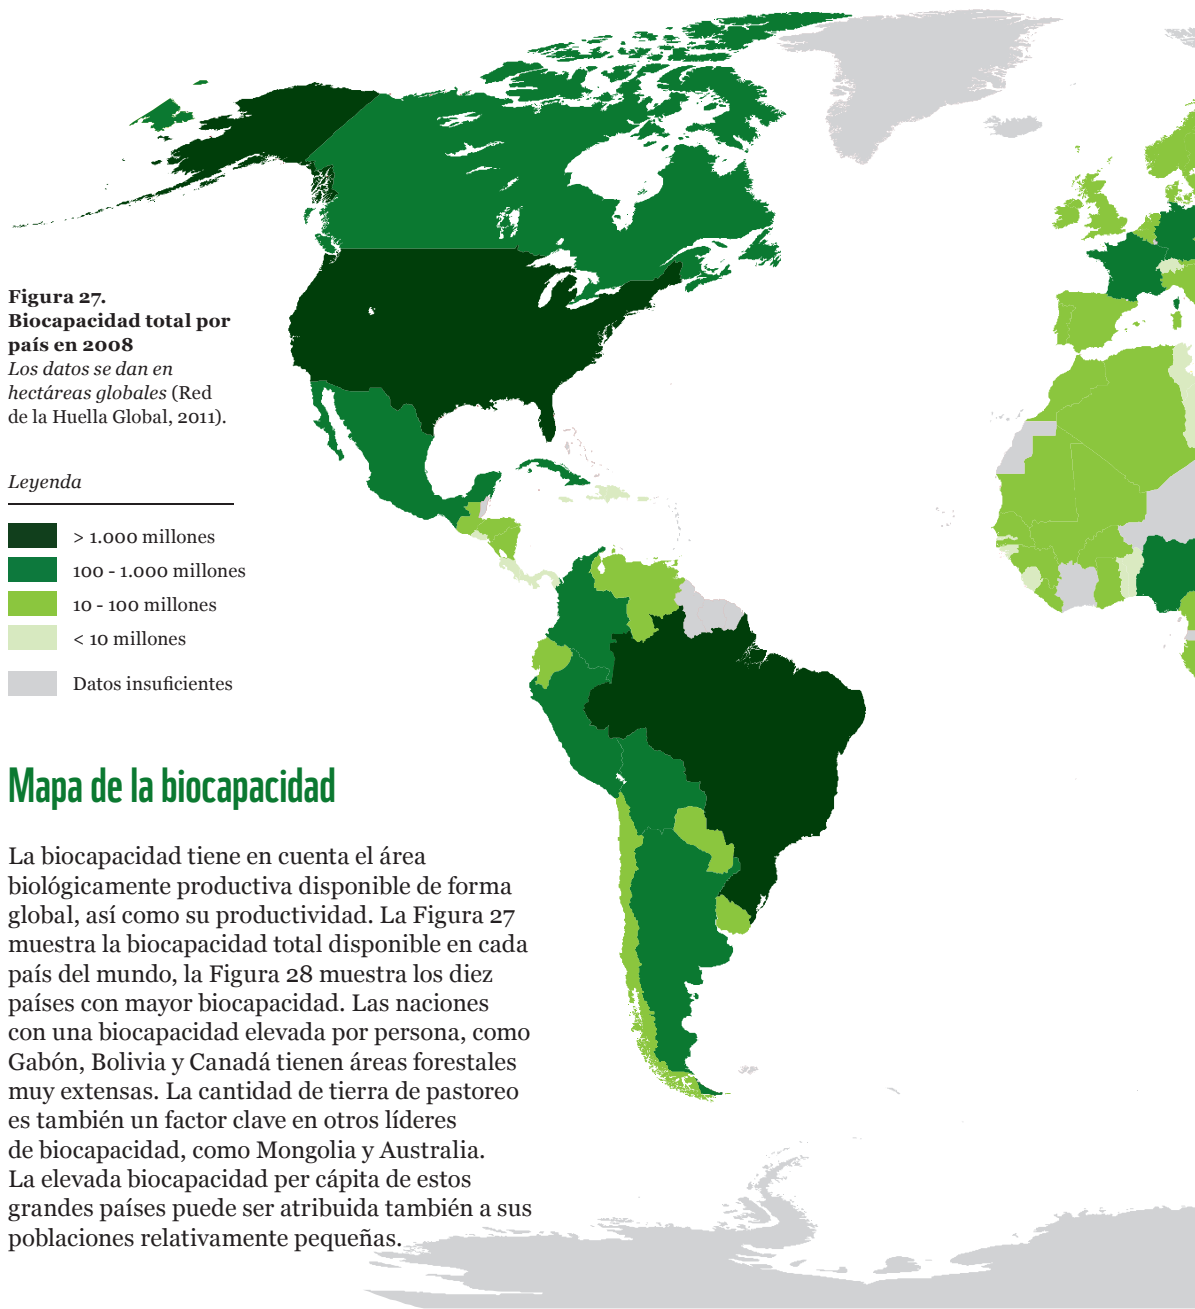 Figura 27.
Biocapacidad total por
país en 2008
Los datos se dan en
hectáreas globales (Red
de la Huella Global, 2011).
Leyenda
> 1.000 millones
100 - 1.000 millones
10 - 100 millones
< 10 millones
Datos insuficientes
Mapa de la biocapacidad
La biocapacidad tiene en cuenta el área
biológicamente productiva disponible de forma
global, así como su productividad. La Figura 27
muestra la biocapacidad total disponible en cada
país del mundo, la Figura 28 muestra los diez
países con mayor biocapacidad. Las naciones
con una biocapacidad elevada por persona, como
Gabón, Bolivia y Canadá tienen áreas forestales
muy extensas. La cantidad de tierra de pastoreo
es también un factor clave en otros líderes
de biocapacidad, como Mongolia y Australia.
La elevada biocapacidad per cápita de estos
grandes países puede ser atribuida también a sus
poblaciones relativamente pequeñas.